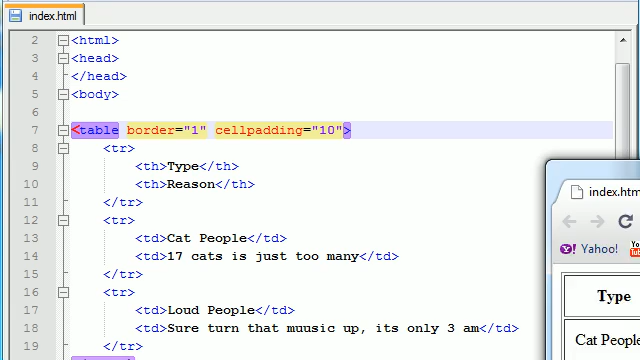 index.html
2 <html>
3 <head>
4 </head>
5 <body>
6
7 <table border="1" cellpadding="10">
8 <tr>
9 <th>Type</th>
10 <th>Reason</th>
11 </tr>
12 <tr>
13 <td>Cat People</td>
14 <td>17 cats is just too many</td>
15 </tr>
16 <tr>
17 <td>Loud People</td>
18 <td>Sure turn that muusic up, its only 3 am</td>
19 </tr>
index.htm
Yahoo!
Type
Cat People